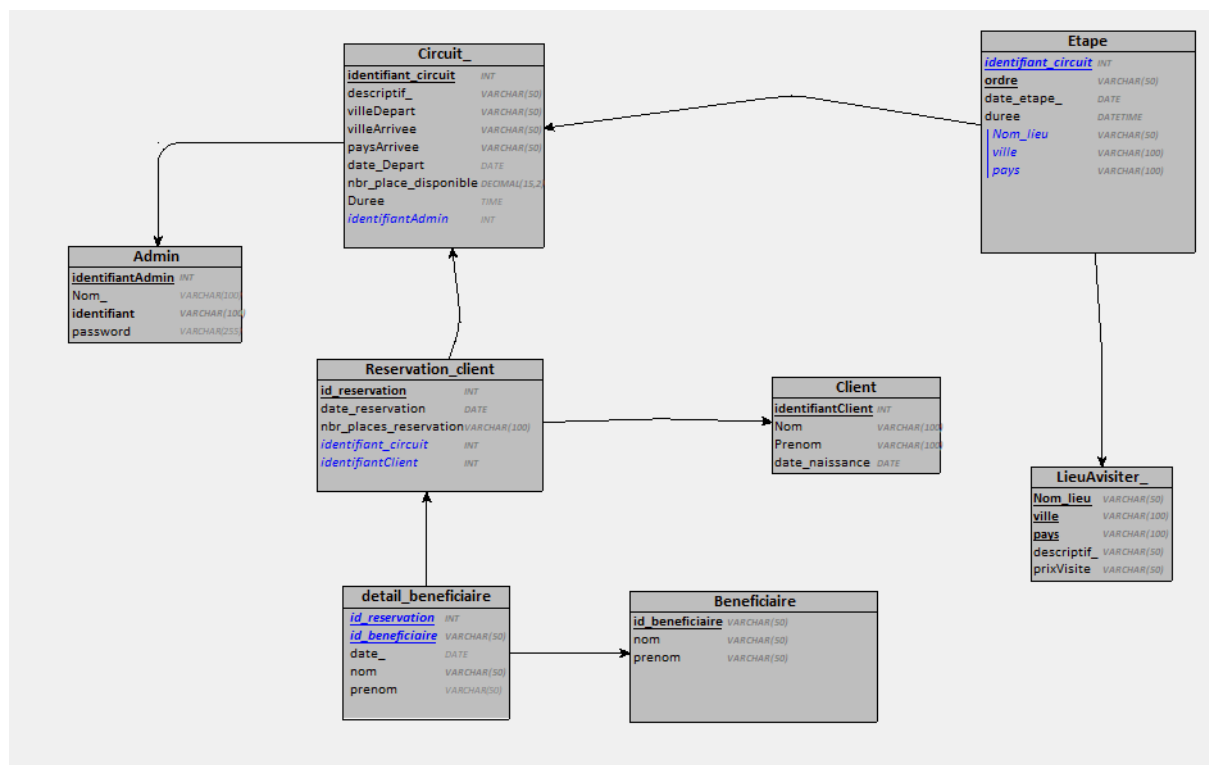 Circuit_
identifiant_circuit INT
descriptif_ VARCHAR(50)
villeDepart VARCHAR(50)
villeArrivee VARCHAR(50)
paysArrivee VARCHAR(50)
date_Depart DATE
nbr_place_disponible DECIMAL(15,2)
Duree TIME
identifiantAdmin INT
Etape
identifiant_circuit INT
ordre VARCHAR(50)
date_etape_ DATE
duree DATETIME
Nom_lieu VARCHAR(50)
ville VARCHAR(100)
pays VARCHAR(100)
Admin
identifiantAdmin INT
Nom_ VARCHAR(100)
identifiant VARCHAR(100)
password VARCHAR(255)
Reservation_client
id_reservation INT
date_reservation DATE
nbr_places_reservation VARCHAR(100)
identifiant_circuit INT
identifiantClient INT
Client
identifiantClient INT
Nom VARCHAR(100)
Prenom VARCHAR(100)
date_naissance DATE
LieuAvisiter_
Nom_lieu VARCHAR(50)
ville VARCHAR(100)
pays VARCHAR(100)
descriptif_ VARCHAR(50)
prixVisite VARCHAR(50)
detail_beneficiaire
id_reservation INT
id_beneficiaire VARCHAR(50)
date_ DATE
nom VARCHAR(50)
prenom VARCHAR(50)
Beneficiaire
id_beneficiaire VARCHAR(50)
nom VARCHAR(50)
prenom VARCHAR(50)